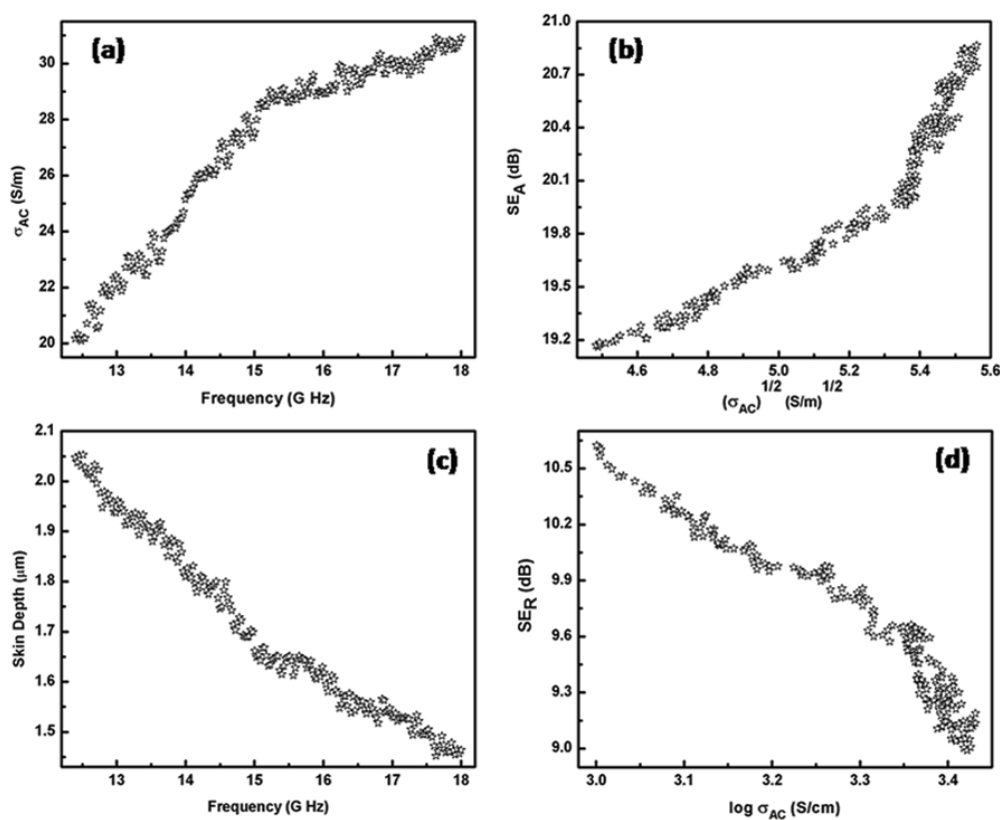 (a)
31
30
28
26
24
22
20
σAC (S/m)
13 14 15 16 17 18
Frequency (G Hz)
(b)
21.0
20.7
20.4
20.1
19.8
19.5
19.2
SEA (dB)
4.6 4.8 5.0 5.2 5.4 5.6
(σAC)1/2 (S/m)1/2
(c)
2.1
2.0
1.9
1.8
1.7
1.6
1.5
Skin Depth (μm)
13 14 15 16 17 18
Frequency (G Hz)
(d)
10.5
10.2
9.9
9.6
9.3
9.0
SER (dB)
3.0 3.1 3.2 3.3 3.4
log σAC (S/cm)